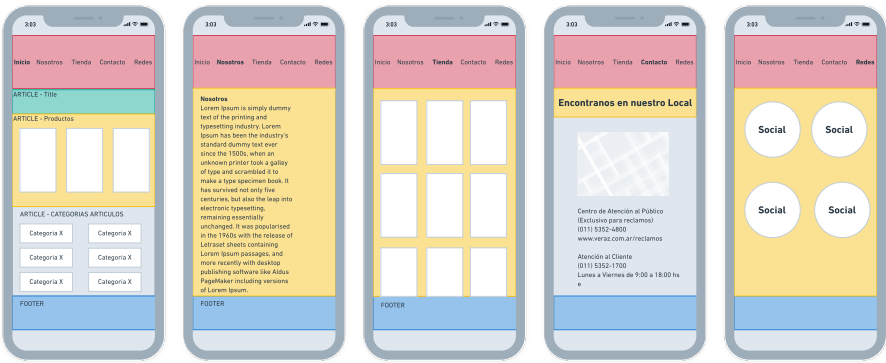 3:03
Inicio Nosotros Tienda Contacto Redes
ARTICLE - Title
ARTICLE - Productos
ARTICLE - CATEGORIAS ARTICULOS
Categoria X Categoria X
Categoria X Categoria X
Categoria X Categoria X
FOOTER
3:03
Inicio Nosotros Tienda Contacto Redes
Nosotros
Lorem Ipsum is simply dummy
text of the printing and
typesetting industry. Lorem
Ipsum has been the industry's
standard dummy text ever
since the 1500s, when an
unknown printer took a galley
of type and scrambled it to
make a type specimen book. It
has survived not only five
centuries, but also the leap into
electronic typesetting,
remaining essentially
unchanged. It was popularised
in the 1960s with the release of
Letraset sheets containing
Lorem Ipsum passages, and
more recently with desktop
publishing software like Aldus
PageMaker including versions
of Lorem Ipsum.
FOOTER
3:03
Inicio Nosotros Tienda Contacto Redes
FOOTER
3:03
Inicio Nosotros Tienda Contacto Redes
Encontranos en nuestro Local
Centro de Atención al Público
(Exclusivo para reclamos)
(011) 5352-4800
www.veraz.com.ar/reclamos
Atención al Cliente
(011) 5352-1700
Lunes a Viernes de 9:00 a 18:00 hs
e
3:03
Inicio Nosotros Tienda Contacto Redes
Social Social
Social Social